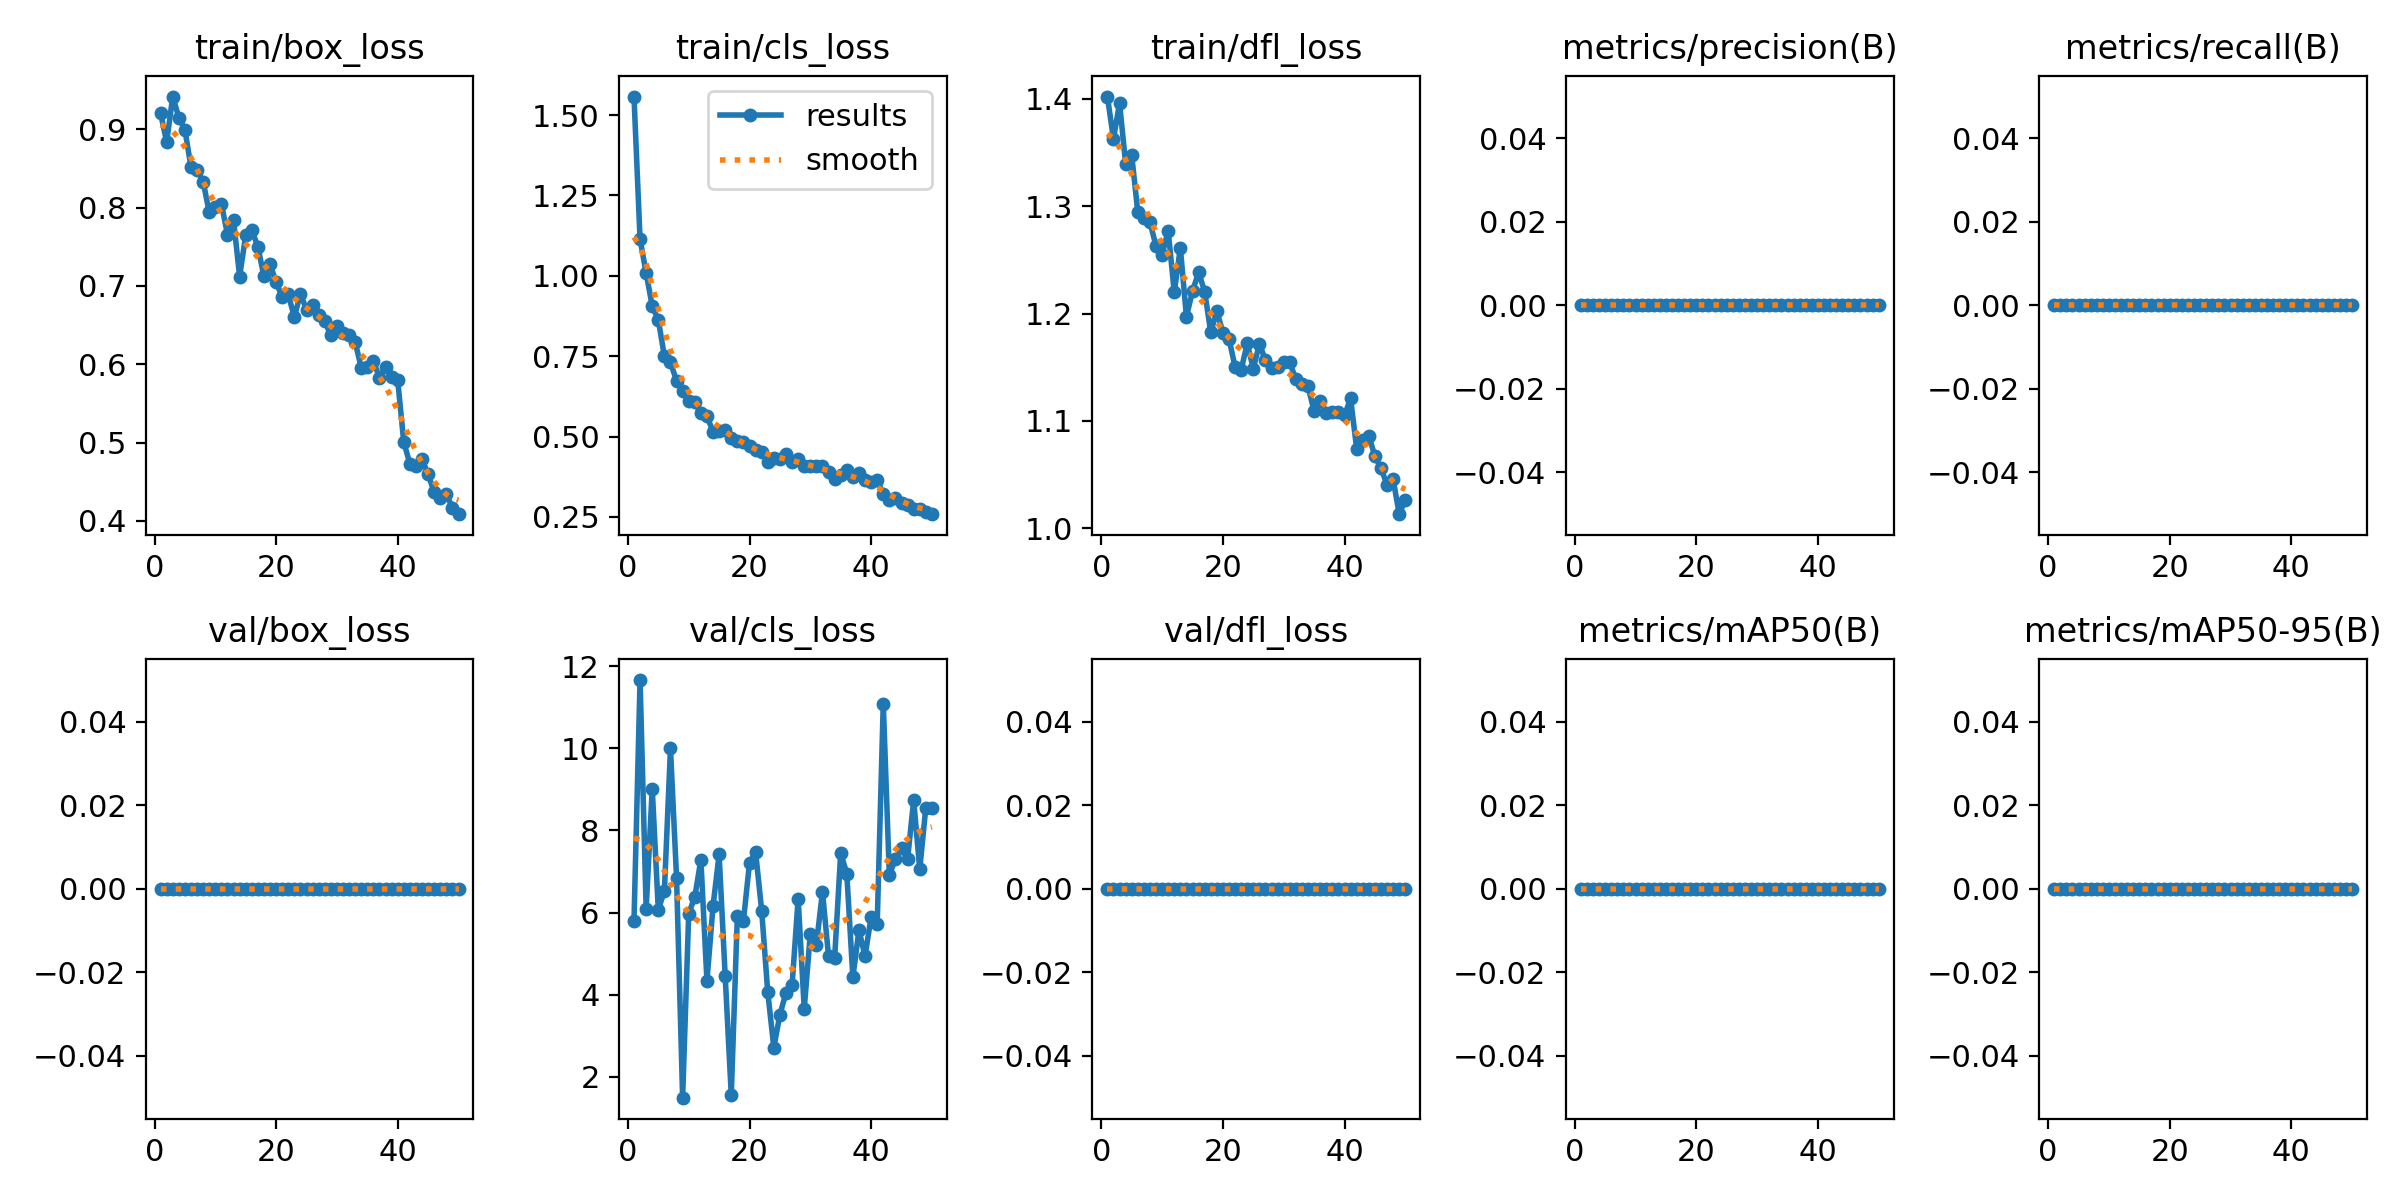 train/box_loss
0.9
0.8
0.7
0.6
0.5
0.4
0 20 40
train/cls_loss
results
smooth
1.50
1.25
1.00
0.75
0.50
0.25
0 20 40
train/dfl_loss
1.4
1.3
1.2
1.1
1.0
0 20 40
metrics/precision(B)
0.04
0.02
0.00
−0.02
−0.04
0 20 40
metrics/recall(B)
0.04
0.02
0.00
−0.02
−0.04
0 20 40
val/box_loss
0.04
0.02
0.00
−0.02
−0.04
0 20 40
val/cls_loss
12
10
8
6
4
2
0 20 40
val/dfl_loss
0.04
0.02
0.00
−0.02
−0.04
0 20 40
metrics/mAP50(B)
0.04
0.02
0.00
−0.02
−0.04
0 20 40
metrics/mAP50-95(B)
0.04
0.02
0.00
−0.02
−0.04
0 20 40